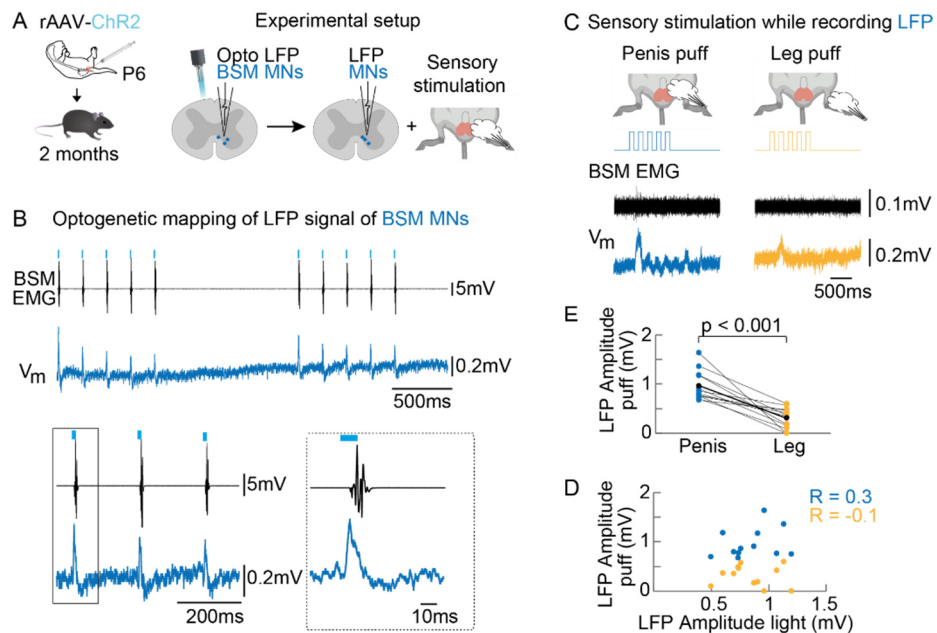 A
rAAV-ChR2
P6
2 months
Experimental setup
Opto LFP
BSM MNs
LFP
MNs
+
Sensory
stimulation
B
Optogenetic mapping of LFP signal of BSM MNs
BSM
EMG
5mV
Vm
0.2mV
500ms
5mV
0.2mV
200ms
10ms
C
Sensory stimulation while recording LFP
Penis puff
Leg puff
BSM EMG
0.1mV
Vm
0.2mV
500ms
E
p < 0.001
LFP Amplitude
puff (mV)
2
1
0
Penis
Leg
D
R = 0.3
R = -0.1
LFP Amplitude
puff (mV)
2
1
0
0.5
1
1.5
LFP Amplitude light (mV)